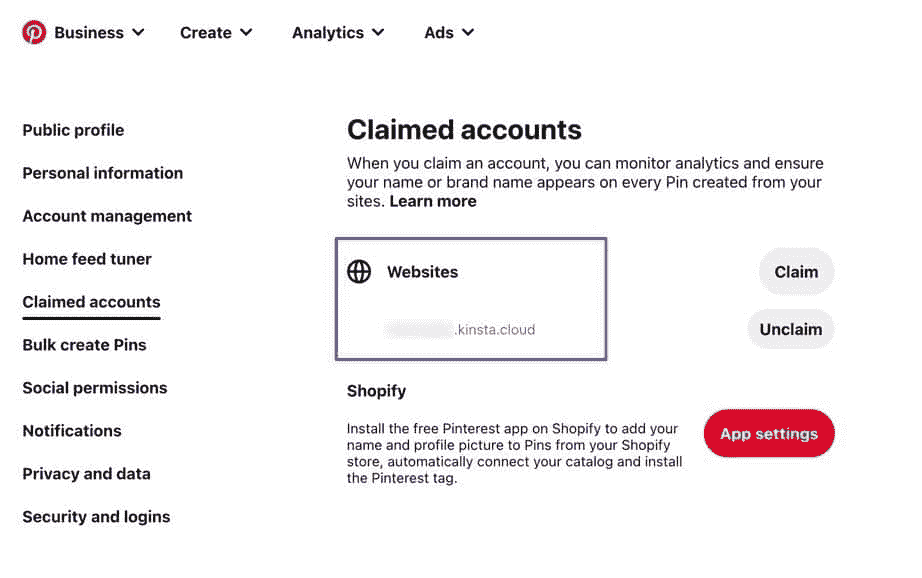 Business Create Analytics Ads
Public profile
Personal information
Account management
Home feed tuner
Claimed accounts
Bulk create Pins
Social permissions
Notifications
Privacy and data
Security and logins
Claimed accounts
When you claim an account, you can monitor analytics and ensure
your name or brand name appears on every Pin created from your
sites. Learn more
Websites
Claim
.kinsta.cloud
Unclaim
Shopify
Install the free Pinterest app on Shopify to add your
name and profile picture to Pins from your Shopify
store, automatically connect your catalog and install
the Pinterest tag.
App settings